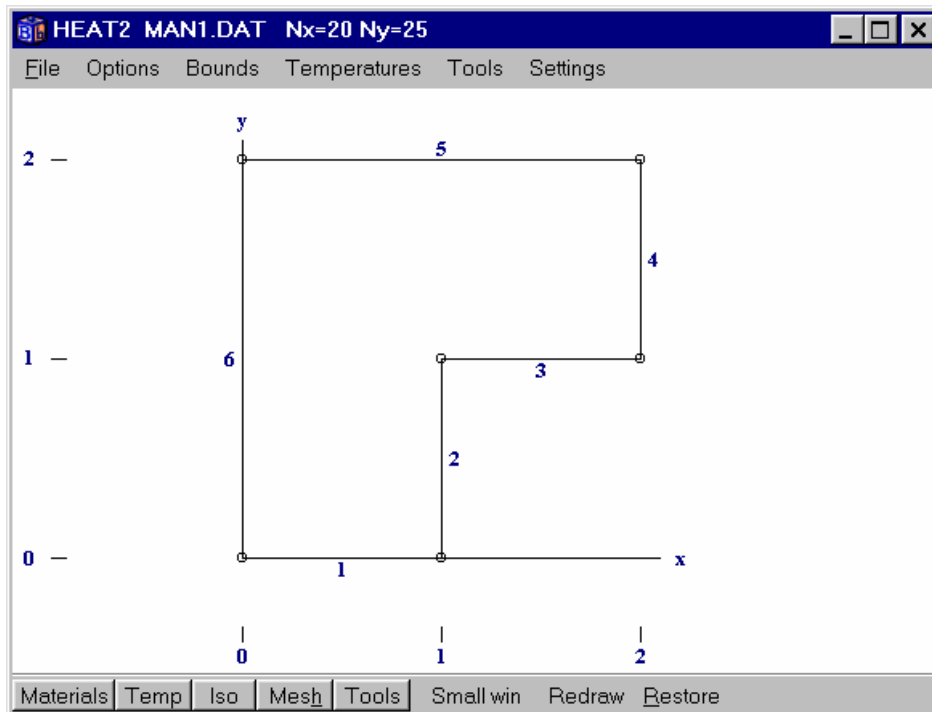 HEAT2 MAN1.DAT Nx=20 Ny=25
File Options Bounds Temperatures Tools Settings
y
2
5
4
1
6
3
2
0
x
1
0 1 2
Materials Temp Iso Mesh Tools Small win Redraw Restore